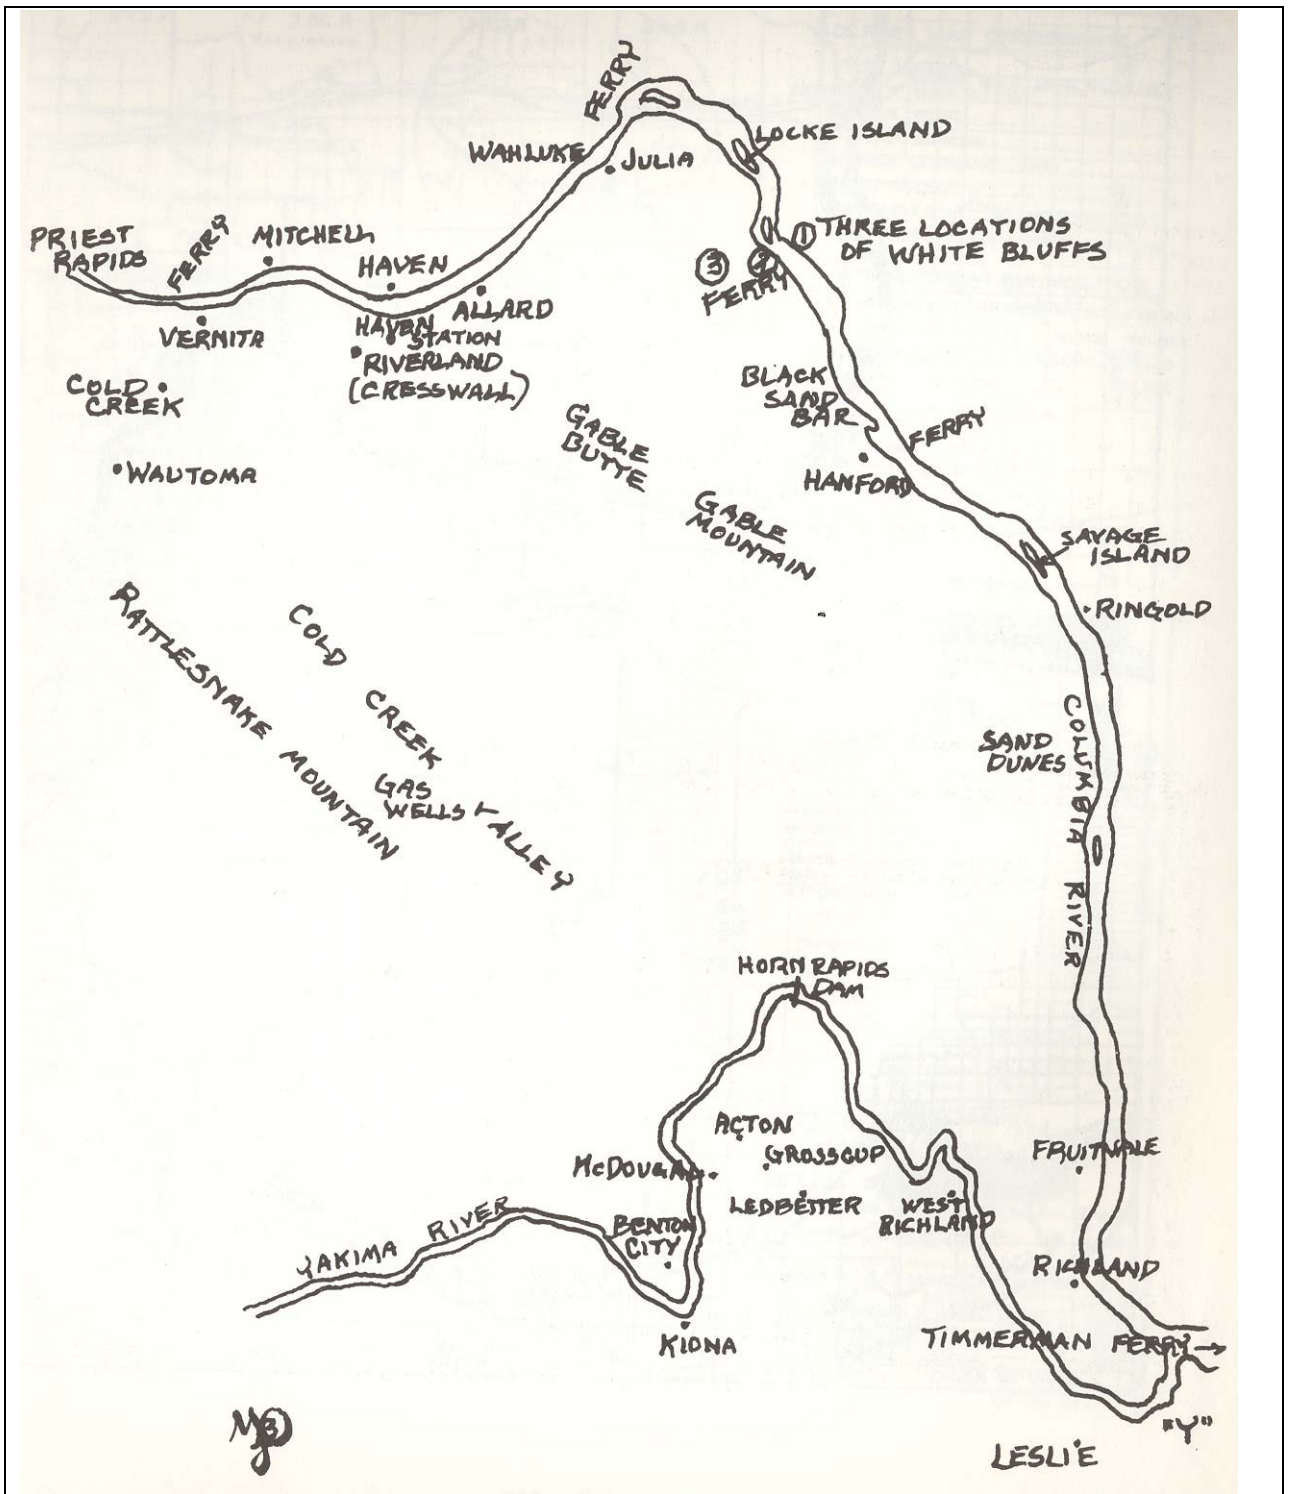 FERRY
LOCKE ISLAND
WAHLUKE
JULIA
PRIEST
RAPIDS
FERRY
MITCHELL
HAVEN
① THREE LOCATIONS
OF WHITE BLUFFS
③
②
FERRY
ALLARD
VERNITA
HAVEN
STATION
RIVERLAND
(CRESSWALL)
COLD
CREEK
BLACK
SAND
BAR
FERRY
GABLE
BUTTE
WAUTOMA
HANFORD
GABLE
MOUNTAIN
SAVAGE
ISLAND
RINGOLD
RATTLESNAKE MOUNTAIN
COLD
CREEK
VALLEY
GAS
WELLS
SAND
DUNES
COLUMBIA RIVER
HORN RAPIDS
DAM
ACTON
GROSSCUP
McDOUGAL
LEDBETTER
WEST
RICHLAND
FRUITVALE
YAKIMA RIVER
BENTON
CITY
RICHLAND
KIONA
TIMMERMAN FERRY →
"Y"
LESLIE